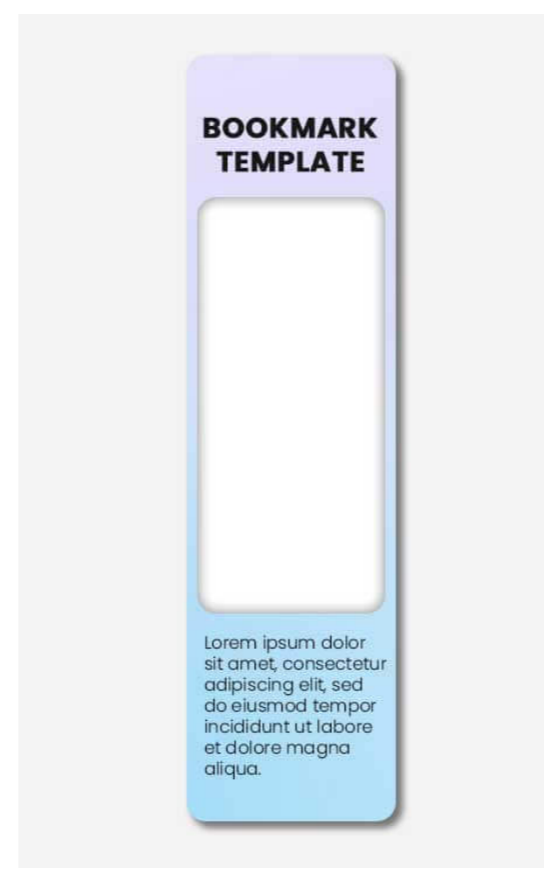 BOOKMARK
TEMPLATE
Lorem ipsum dolor
sit amet, consectetur
adipiscing elit, sed
do eiusmod tempor
incididunt ut labore
et dolore magna
aliqua.